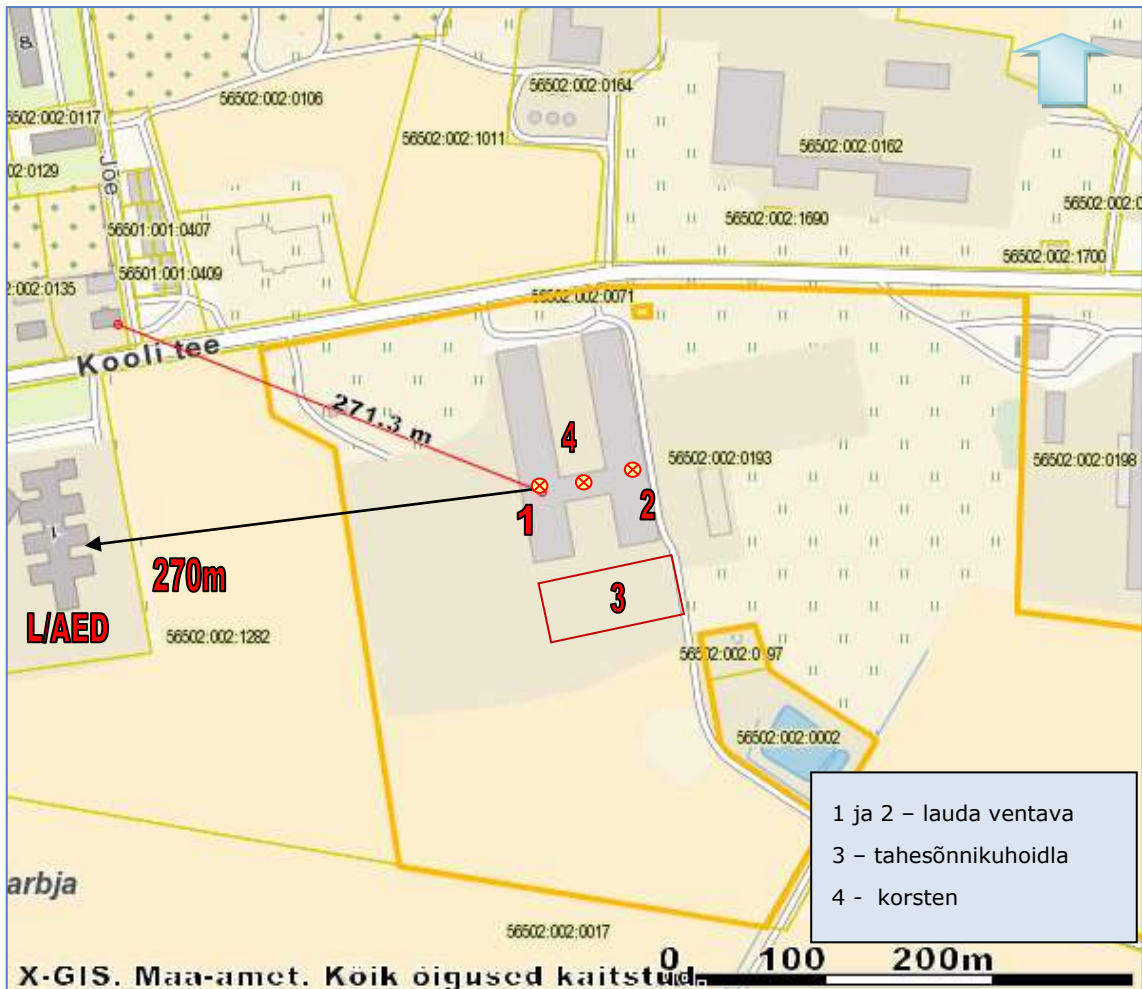 8
56502:002:0117
56502:002:0106
56502:002:0164
56502:002:1011
56502:002:0162
02:0129
Jõe
56502:002:1690
56502:002:0
56501:001:0407
56501:001:0409
56502:002:1700
2:002:0135
56502:002:0071
Kooli tee
271.3 m
4
56502:002:0193
56502:002:0198
1
2
270m
3
L/AED
56502:002:1282
56502:002:0197
56502:002:0002
1 ja 2 – lauda ventava
3 – tahesõnnikuhoidla
4 - korsten
arbja
56502:002:0017
0 100 200m
X-GIS. Maa-amet. Kõik õigused kaitstud.